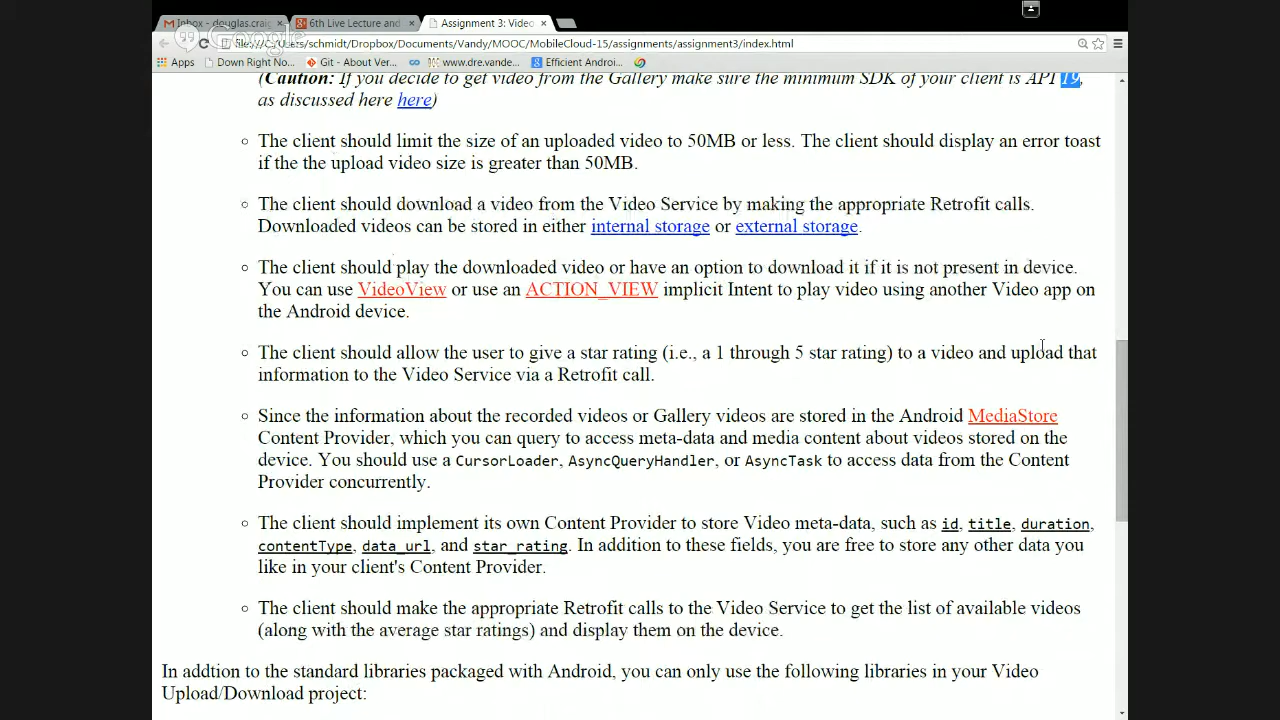 Inbox - douglas.craig
6th Live Lecture and
Assignment 3: Video
Google
file:///C:/Users/schmidt/Dropbox/Documents/Vandy/MOOC/MobileCloud-15/assignments/assignment3/index.html
Apps Down Right No... Git - About Ver... www.dre.vande... Efficient Androi...
(Caution: If you decide to get video from the Gallery make sure the minimum SDK of your client is API 19,
as discussed here here)
The client should limit the size of an uploaded video to 50MB or less. The client should display an error toast
if the the upload video size is greater than 50MB.
The client should download a video from the Video Service by making the appropriate Retrofit calls.
Downloaded videos can be stored in either internal storage or external storage.
The client should play the downloaded video or have an option to download it if it is not present in device.
You can use VideoView or use an ACTION_VIEW implicit Intent to play video using another Video app on
the Android device.
The client should allow the user to give a star rating (i.e., a 1 through 5 star rating) to a video and upload that
information to the Video Service via a Retrofit call.
Since the information about the recorded videos or Gallery videos are stored in the Android MediaStore
Content Provider, which you can query to access meta-data and media content about videos stored on the
device. You should use a CursorLoader, AsyncQueryHandler, or AsyncTask to access data from the Content
Provider concurrently.
The client should implement its own Content Provider to store Video meta-data, such as id, title, duration,
contentType, data_url, and star_rating. In addition to these fields, you are free to store any other data you
like in your client's Content Provider.
The client should make the appropriate Retrofit calls to the Video Service to get the list of available videos
(along with the average star ratings) and display them on the device.
In addtion to the standard libraries packaged with Android, you can only use the following libraries in your Video
Upload/Download project: